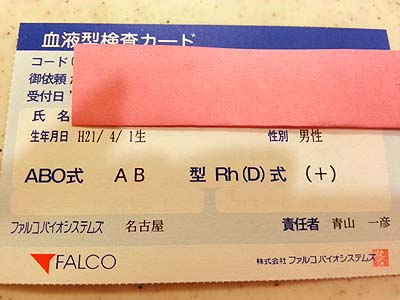 血液型検査カード
コード
御依頼
受付日
氏 名
生年月日 H21/ 4/ 1生 性別 男性
ABO式 AB 型 Rh(D)式 (+)
ファルコバイオシステムズ 名古屋 責任者 青山 一彦
FALCO 株式会社 ファルコバイオシステムズ